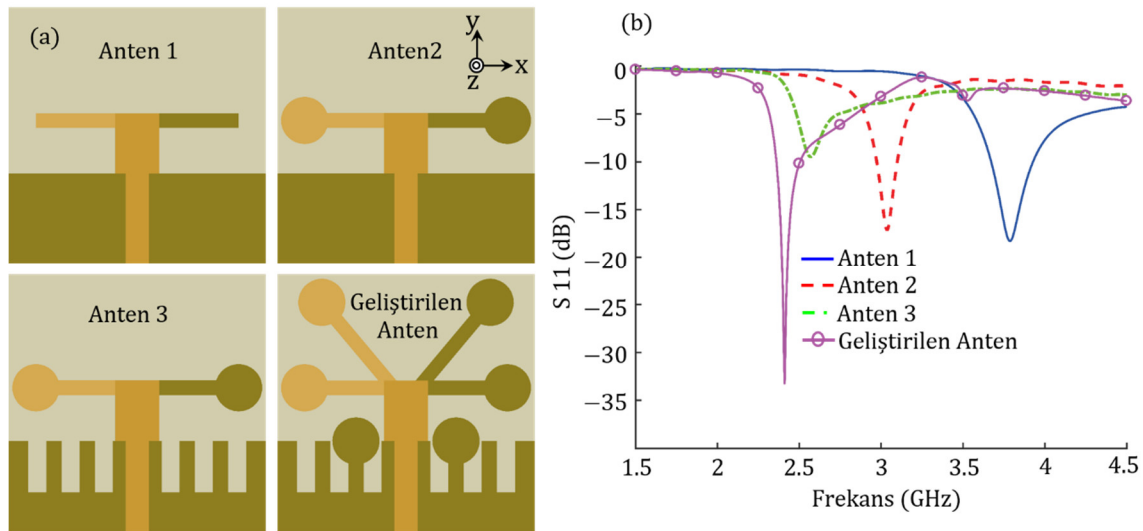 (a)
Anten 1
Anten2
y
x
z
Anten 3
Geliştirilen
Anten
(b)
0
−5
−10
−15
−20
−25
−30
−35
S 11 (dB)
Anten 1
Anten 2
Anten 3
Geliştirilen Anten
1.5 2 2.5 3 3.5 4 4.5
Frekans (GHz)